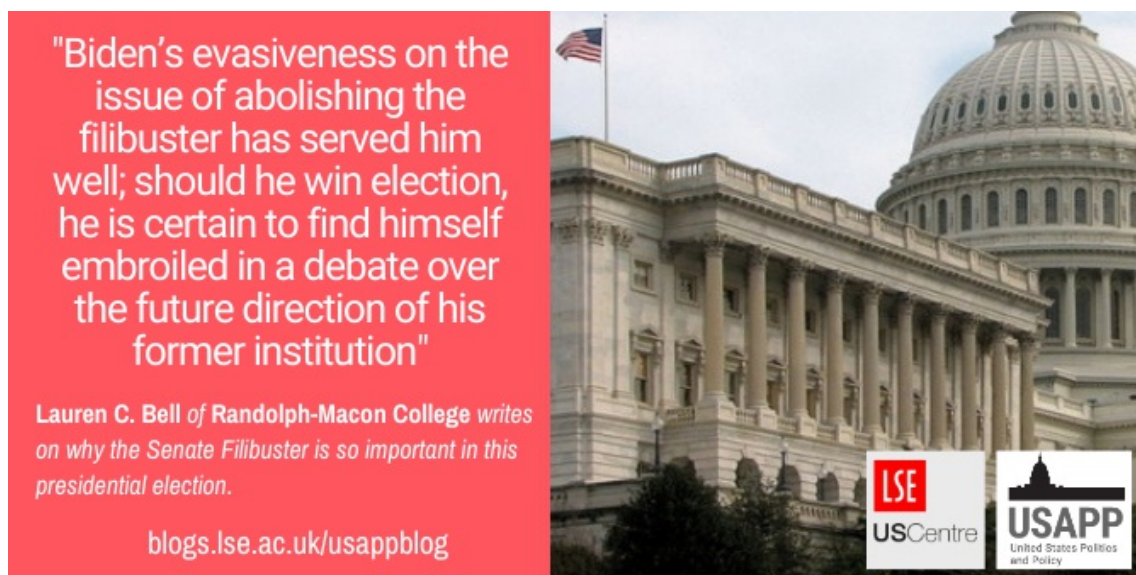 "Biden's evasiveness on the
issue of abolishing the
filibuster has served him
well; should he win election,
he is certain to find himself
embroiled in a debate over
the future direction of his
former institution"
Lauren C. Bell of Randolph-Macon College writes
on why the Senate Filibuster is so important in this
presidential election.
blogs.lse.ac.uk/usappblog
LSE
USCentre
USAPP
United States Politics
and Policy